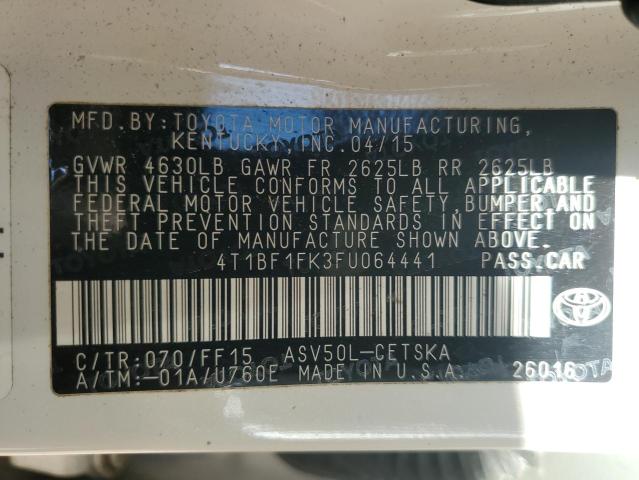 MFD.BY:TOYOTA MOTOR MANUFACTURING,
KENTUCKY,INC.04/15
GVWR 4630LB GAWR FR 2625LB RR 2625LB
THIS VEHICLE CONFORMS TO ALL APPLICABLE
FEDERAL MOTOR VEHICLE SAFETY,BUMPER AND
THEFT PREVENTION STANDARDS IN EFFECT ON
THE DATE OF MANUFACTURE SHOWN ABOVE.
4T1BF1FK3FU064441 PASS.CAR
C/TR:070/FF15 ASV50L-CETSKA
A/TM:-01A/U760E MADE IN U.S.A. 26016